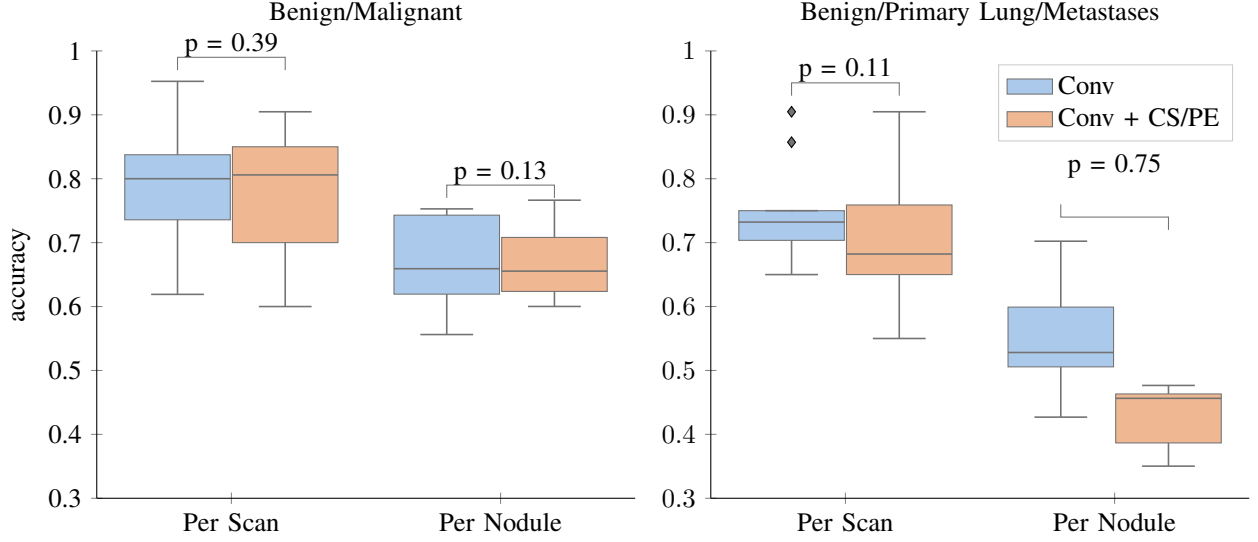 Benign/Malignant
p = 0.39
p = 0.13
1
0.9
0.8
0.7
0.6
0.5
0.4
0.3
accuracy
Per Scan
Per Nodule
Benign/Primary Lung/Metastases
p = 0.11
Conv
Conv + CS/PE
p = 0.75
1
0.9
0.8
0.7
0.6
0.5
0.4
0.3
Per Scan
Per Nodule